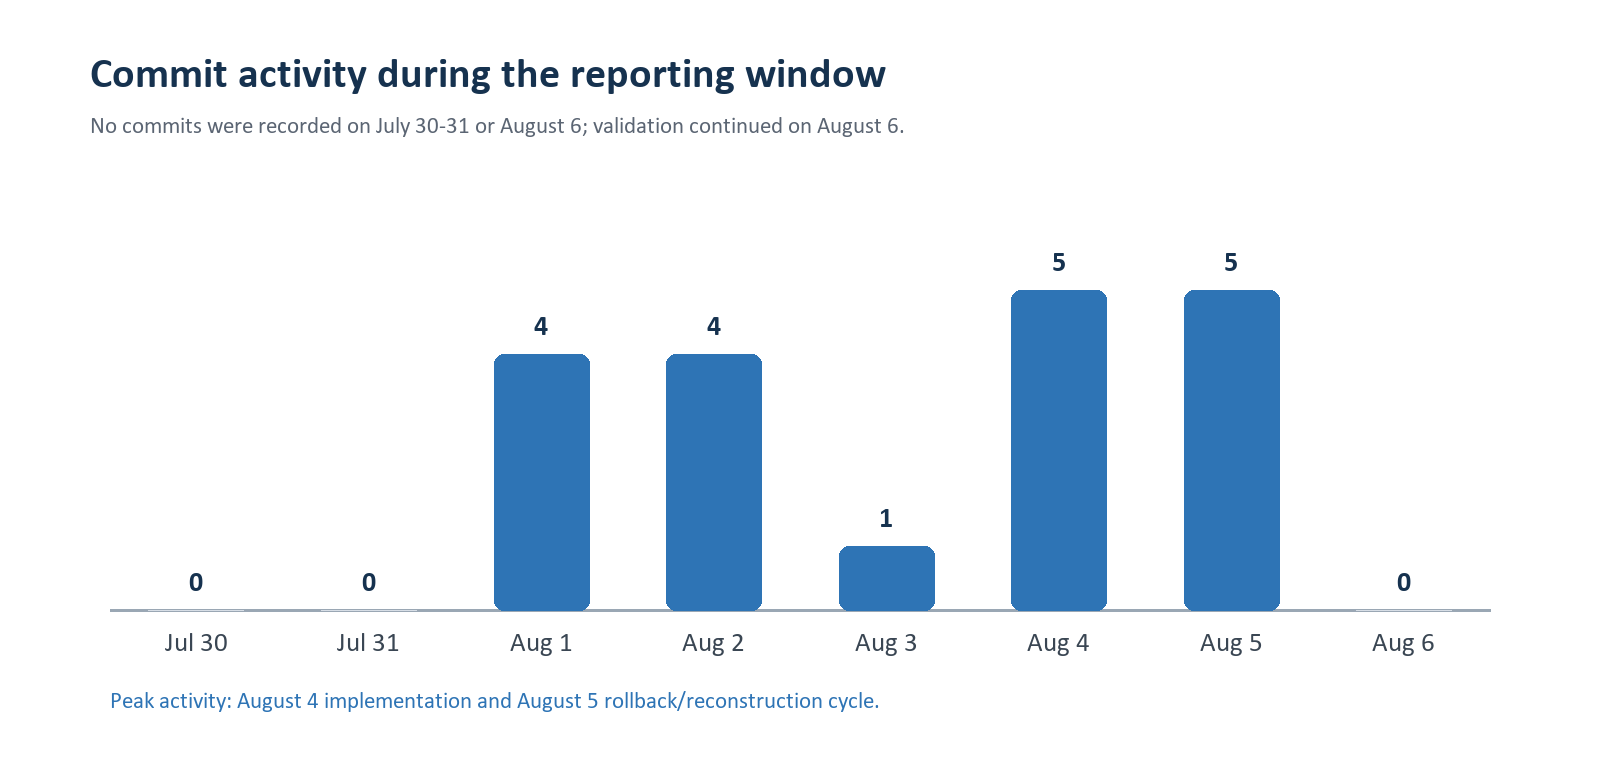 Commit activity during the reporting window
No commits were recorded on July 30-31 or August 6; validation continued on August 6.
5 5
4 4
1
0 0 0
Jul 30 Jul 31 Aug 1 Aug 2 Aug 3 Aug 4 Aug 5 Aug 6
Peak activity: August 4 implementation and August 5 rollback/reconstruction cycle.